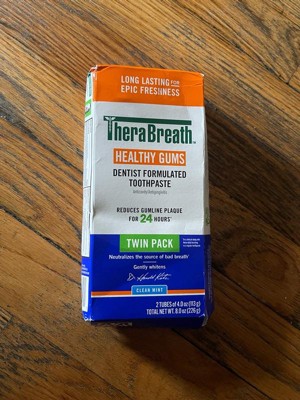 LONG LASTING FOR
EPIC FRESHNESS
TheraBreath
HEALTHY GUMS
DENTIST FORMULATED
TOOTHPASTE
REDUCES GUMLINE PLAQUE
FOR 24 HOURS
TWIN PACK
Neutralizes the source of bad breath
Gently whitens
CLEAN MINT
2 TUBES of 4.0 oz (113 g)
TOTAL NET WT. 8.0 oz (226 g)